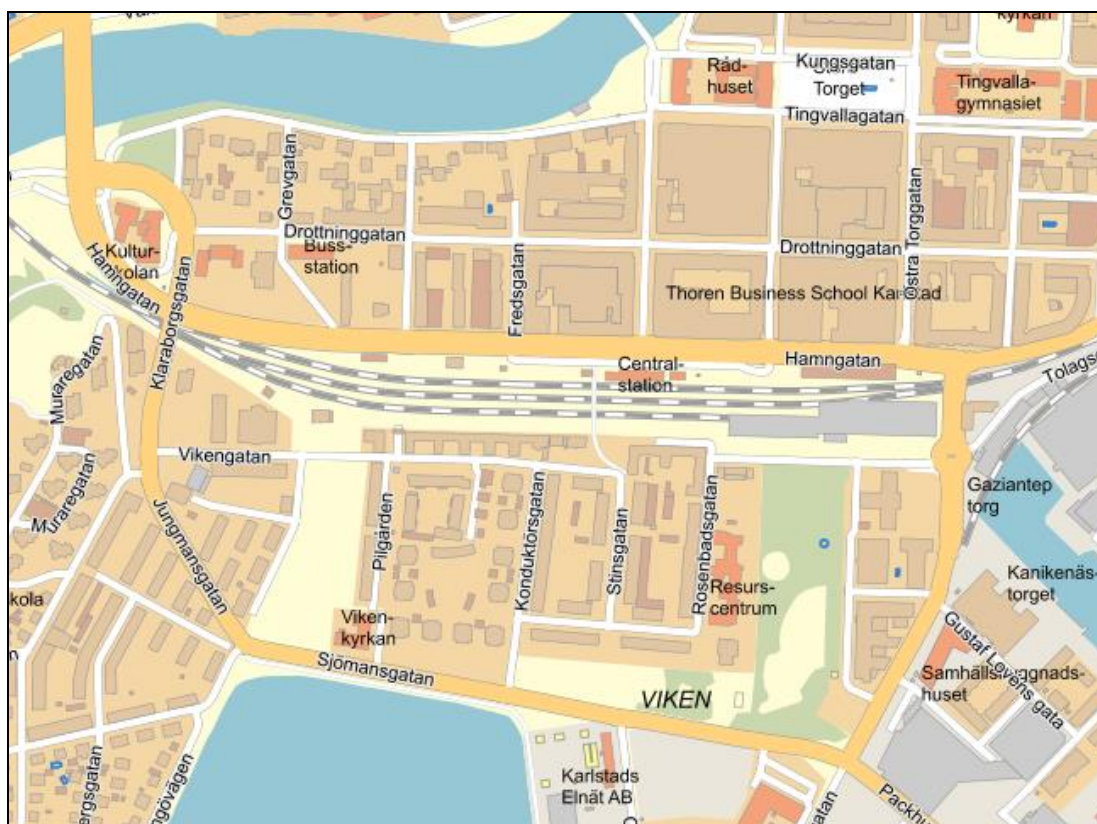 kyrkan
Kungsgatan
Råd-
huset
Torget
Tingvalla-
gymnasiet
Tingvallagatan
Grevgatan
Drottninggatan
Buss-
station
Fredsgatan
Drottninggatan
Östra Torggatan
Kultur-
skolan
Hamngatan
Klaraborgsgatan
Thoren Business School Karlstad
Central-
station
Hamngatan
Muraregatan
Vikengatan
Muraregatan
Gaziantep
torg
Jungmansgatan
Pilgården
Konduktörsgatan
Stinsgatan
Rosenbadsgatan
Resurs-
centrum
Kanikenäs-
torget
skola
Viken-
kyrkan
Gustaf Lovéns gata
Samhällsbyggnads-
huset
Sjömansgatan
VIKEN
Karlstads
Elnät AB